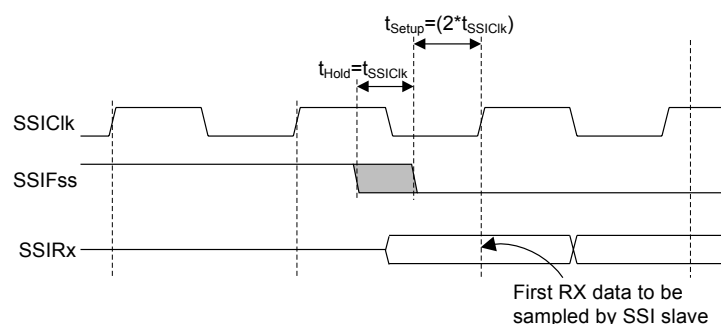 tSetup=(2*tSSIClk)
tHold=tSSIClk
SSIClk
SSIFss
SSIRx
First RX data to be
sampled by SSI slave